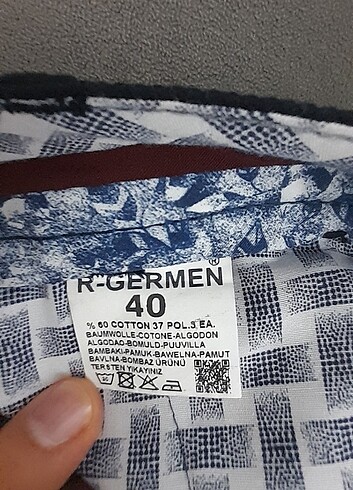 R-GERMEN®
40
% 60 COTTON 37 POL.3 EA.
BAUMWOLLE-COTONE-ALGODON
ALGODAO-BOMULD-PUUVILLA
BAMBAKI-PAMUK-BAWELNA-PAMUT
BAVLNA-BOMBAZ ÜRÜNÜ
TERSTEN YIKAYINIZ